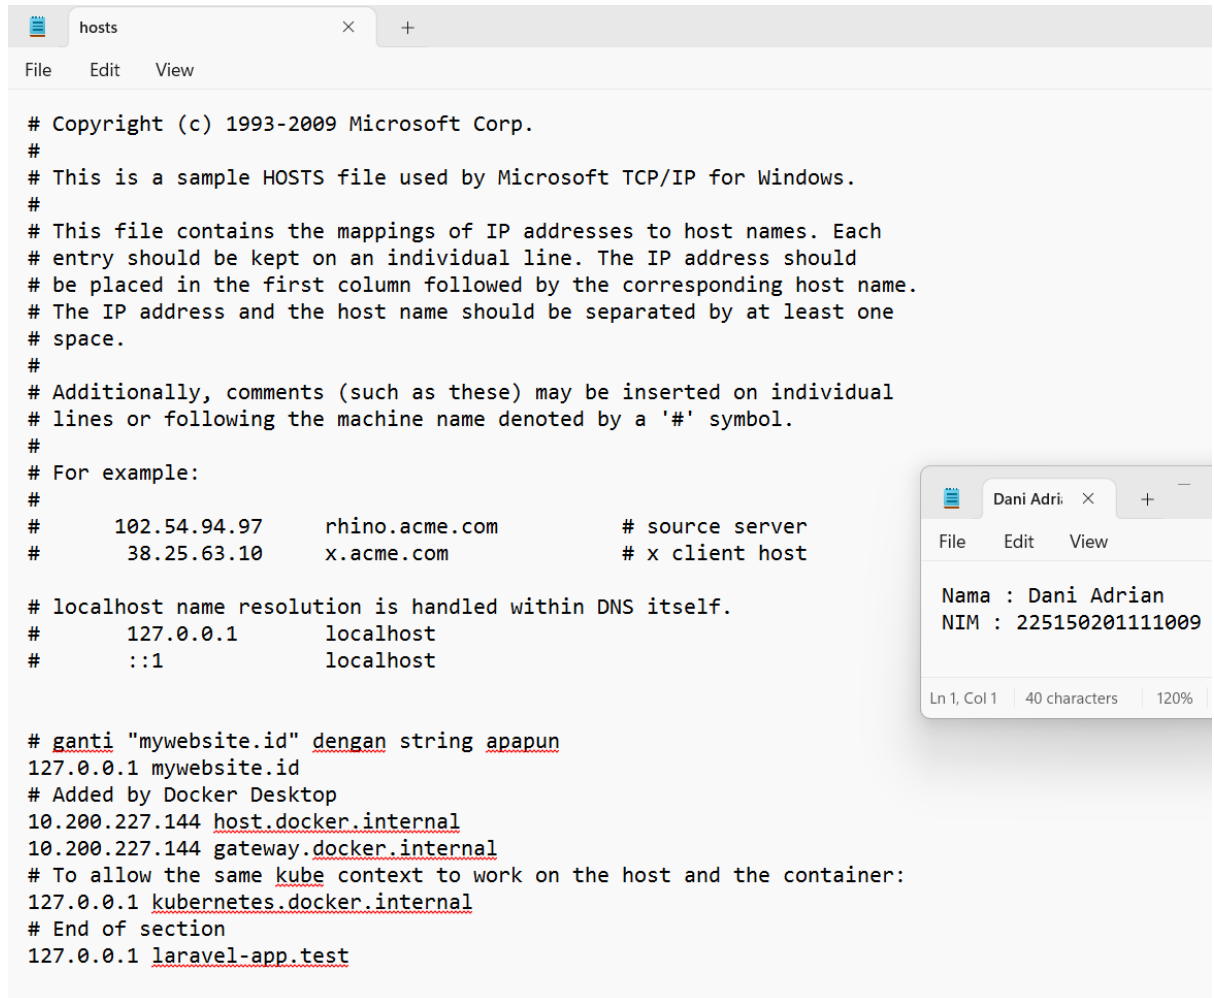 hosts
File Edit View
# Copyright (c) 1993-2009 Microsoft Corp.
#
# This is a sample HOSTS file used by Microsoft TCP/IP for Windows.
#
# This file contains the mappings of IP addresses to host names. Each
# entry should be kept on an individual line. The IP address should
# be placed in the first column followed by the corresponding host name.
# The IP address and the host name should be separated by at least one
# space.
#
# Additionally, comments (such as these) may be inserted on individual
# lines or following the machine name denoted by a '#' symbol.
#
# For example:
#
#      102.54.94.97     rhino.acme.com          # source server
#       38.25.63.10     x.acme.com              # x client host

# localhost name resolution is handled within DNS itself.
#       127.0.0.1       localhost
#       ::1             localhost

# ganti "mywebsite.id" dengan string apapun
127.0.0.1 mywebsite.id
# Added by Docker Desktop
10.200.227.144 host.docker.internal
10.200.227.144 gateway.docker.internal
# To allow the same kube context to work on the host and the container:
127.0.0.1 kubernetes.docker.internal
# End of section
127.0.0.1 laravel-app.test
Dani Adri
File Edit View
Nama : Dani Adrian
NIM : 225150201111009
Ln 1, Col 1 40 characters 120%